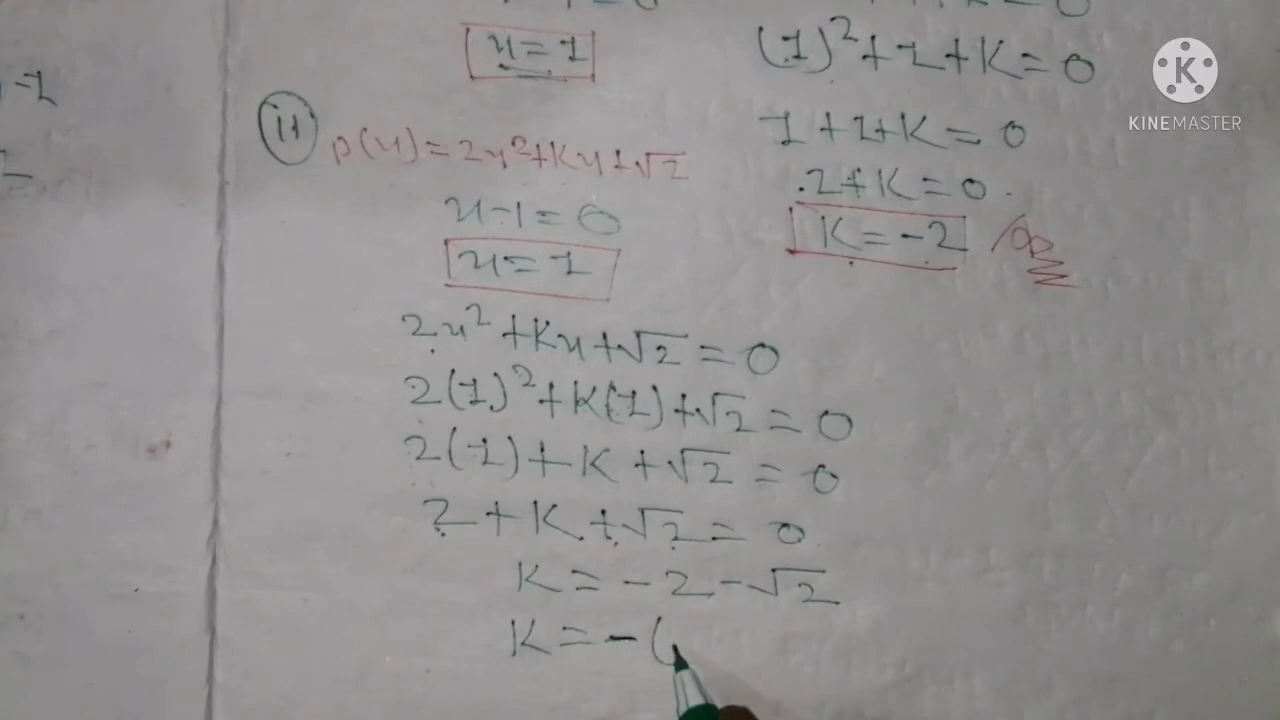 x = 1
(1)² + 1 + K = 0
-1
1 + 1 + K = 0
2 + K = 0
K = -2
(ii) p(x) = 2x² + Kx + √2
x - 1 = 0
x = 1
2x² + Kx + √2 = 0
2(1)² + K(1) + √2 = 0
2(1) + K + √2 = 0
2 + K + √2 = 0
K = -2 - √2
K = - (
KINEMASTER